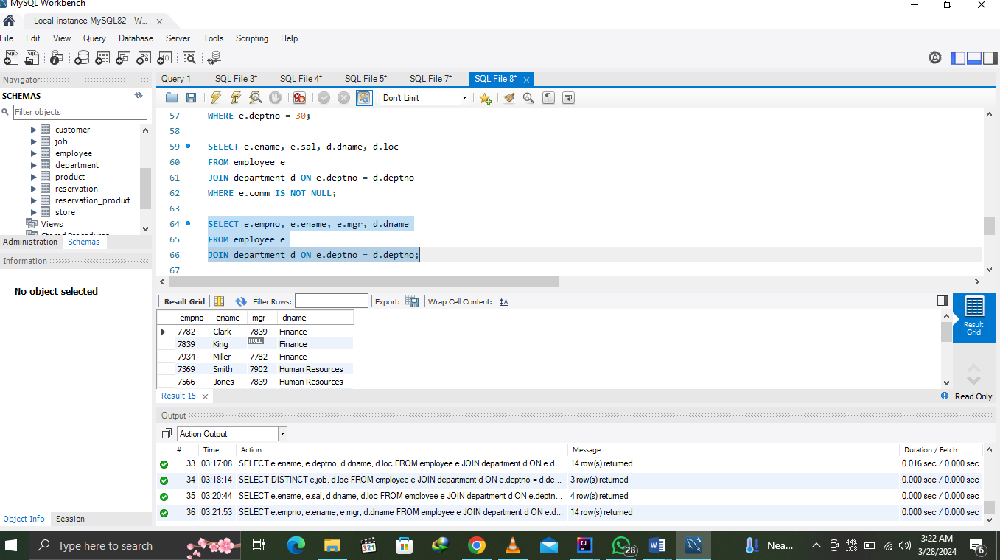 MySQL Workbench
Local instance MySQL82 - W...
File Edit View Query Database Server Tools Scripting Help
Navigator
SCHEMAS
Filter objects
customer
job
employee
department
product
reservation
reservation_product
store
Views
Administration Schemas
Information
No object selected
Object Info Session
Query 1 SQL File 3* SQL File 4* SQL File 5* SQL File 7* SQL File 8*
Don't Limit
57 WHERE e.deptno = 30;
58
59 SELECT e.ename, e.sal, d.dname, d.loc
60 FROM employee e
61 JOIN department d ON e.deptno = d.deptno
62 WHERE e.comm IS NOT NULL;
63
64 SELECT e.empno, e.ename, e.mgr, d.dname
65 FROM employee e
66 JOIN department d ON e.deptno = d.deptno;
67
Result Grid Filter Rows: Export: Wrap Cell Content: IA
empno ename mgr dname
7782 Clark 7839 Finance
7839 King NULL Finance
7934 Miller 7782 Finance
7369 Smith 7902 Human Resources
7566 Jones 7839 Human Resources
Result Grid
Result 15
Read Only
Output
Action Output
# Time Action Message Duration / Fetch
33 03:17:08 SELECT e.ename, e.deptno, d.dname, d.loc FROM employee e JOIN department d ON e.d... 14 row(s) returned 0.016 sec / 0.000 sec
34 03:18:14 SELECT DISTINCT e.job, d.loc FROM employee e JOIN department d ON e.deptno = d.de... 3 row(s) returned 0.000 sec / 0.000 sec
35 03:20:44 SELECT e.ename, e.sal, d.dname, d.loc FROM employee e JOIN department d ON e.deptn... 4 row(s) returned 0.000 sec / 0.000 sec
36 03:21:53 SELECT e.empno, e.ename, e.mgr, d.dname FROM employee e JOIN department d ON e.d... 14 row(s) returned 0.000 sec / 0.000 sec
Type here to search
321
28
Nea...
44%
1:08
3:22 AM
3/28/2024
6